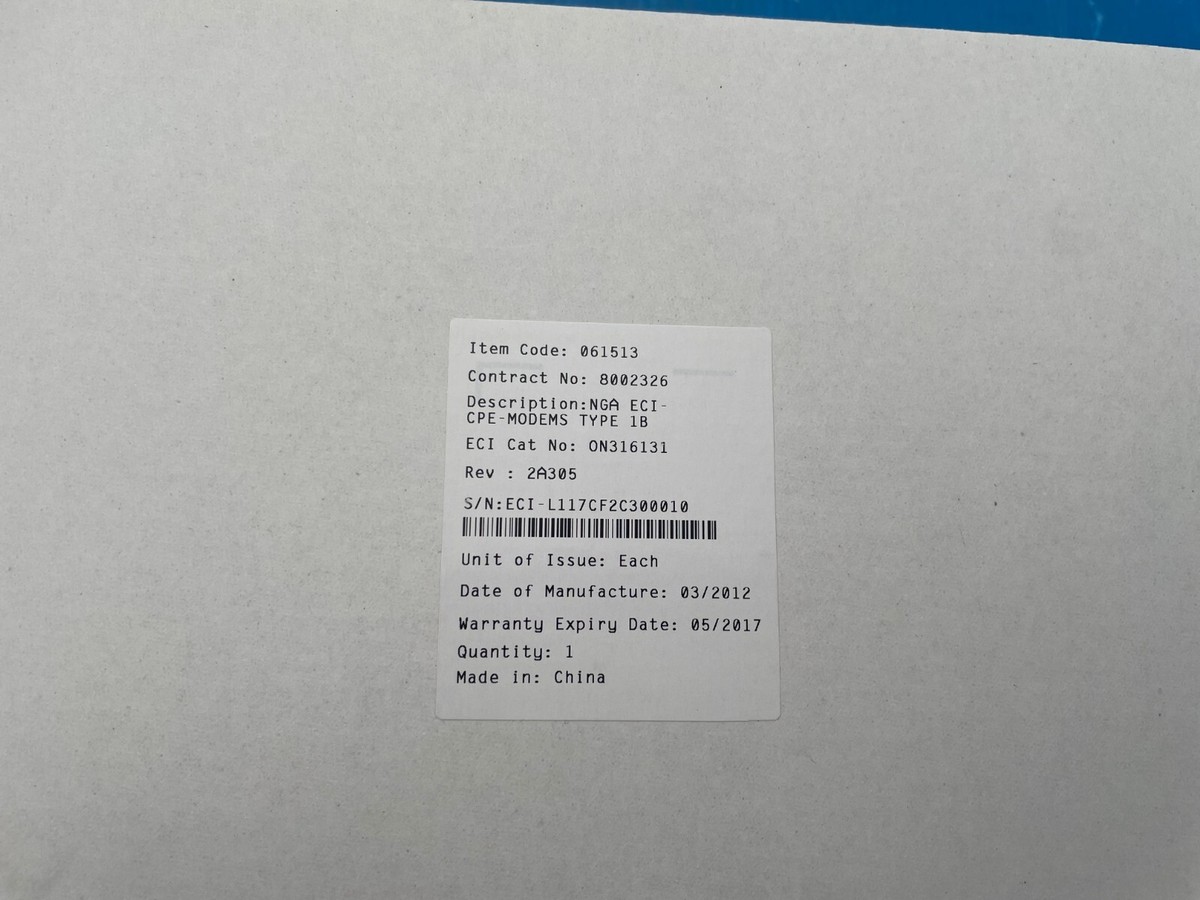 Item Code: 061513
Contract No: 8002326
Description:NGA ECI-
CPE-MODEMS TYPE 1B
ECI Cat No: ON316131
Rev : 2A305
S/N:ECI-L117CF2C300010
Unit of Issue: Each
Date of Manufacture: 03/2012
Warranty Expiry Date: 05/2017
Quantity: 1
Made in: China